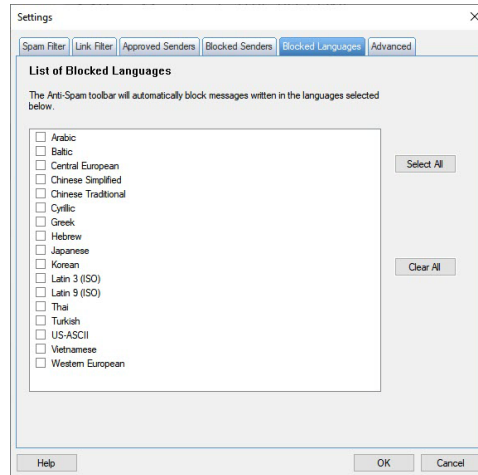 Settings
Spam Filter Link Filter Approved Senders Blocked Senders Blocked Languages Advanced
List of Blocked Languages
The Anti-Spam toolbar will automatically block messages written in the languages selected
below.
Arabic
Baltic
Central European
Chinese Simplified
Chinese Traditional
Cyrillic
Greek
Hebrew
Japanese
Korean
Latin 3 (ISO)
Latin 9 (ISO)
Thai
Turkish
US-ASCII
Vietnamese
Western European
Select All
Clear All
Help OK Cancel